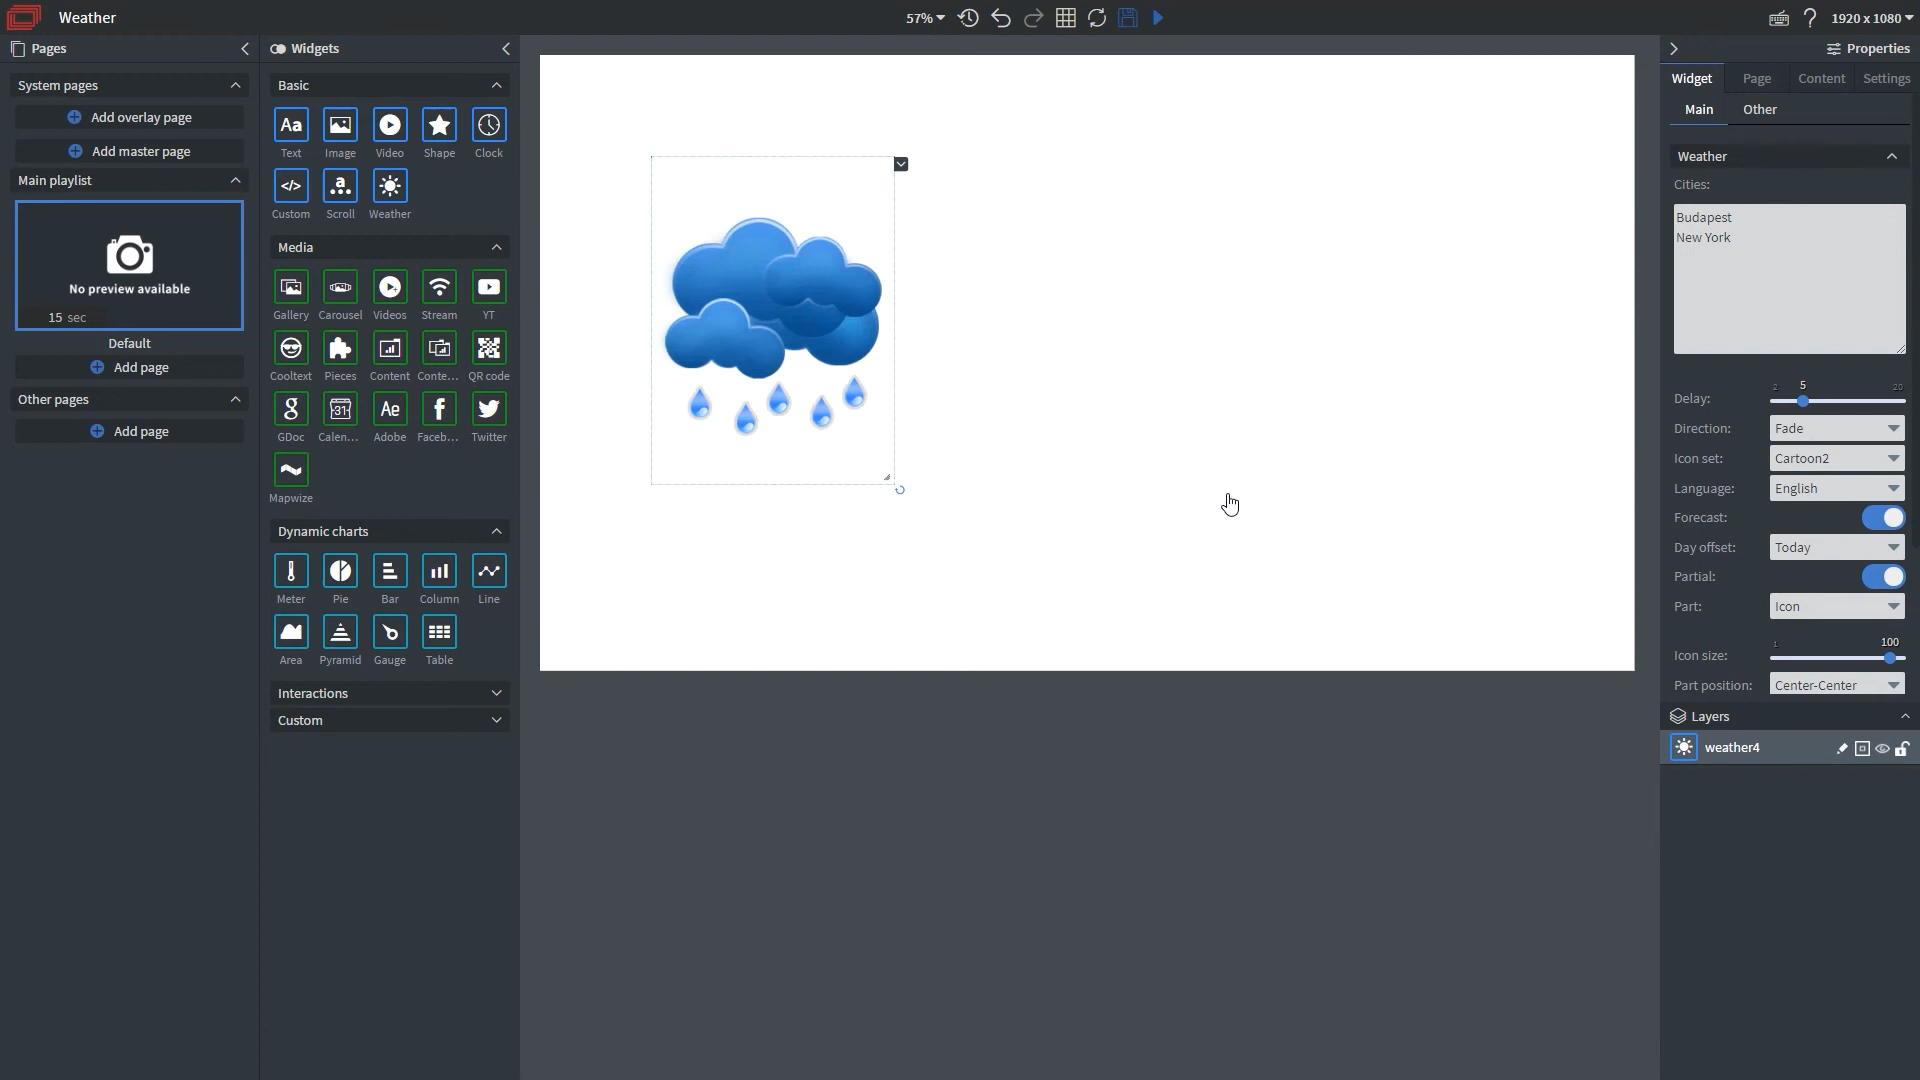 Weather
57%
1920 x 1080
Pages
Widgets
Properties
System pages
Add overlay page
Add master page
Main playlist
No preview available
15 sec
Default
Add page
Other pages
Add page
Basic
Aa
Text
Image
Video
Shape
Clock
</>
a
Custom
Scroll
Weather
Media
Gallery
Carousel
Videos
Stream
YT
Cooltext
Pieces
Content
Conte...
QR code
g
31
Ae
f
GDoc
Calen...
Adobe
Faceb...
Twitter
Mapwize
Dynamic charts
Meter
Pie
Bar
Column
Line
Area
Pyramid
Gauge
Table
Interactions
Custom
Widget
Page
Content
Settings
Main
Other
Weather
Cities:
Budapest
New York
2 5 20
Delay:
Direction: Fade
Icon set: Cartoon2
Language: English
Forecast:
Day offset: Today
Partial:
Part: Icon
1 100
Icon size:
Part position: Center-Center
Layers
weather4